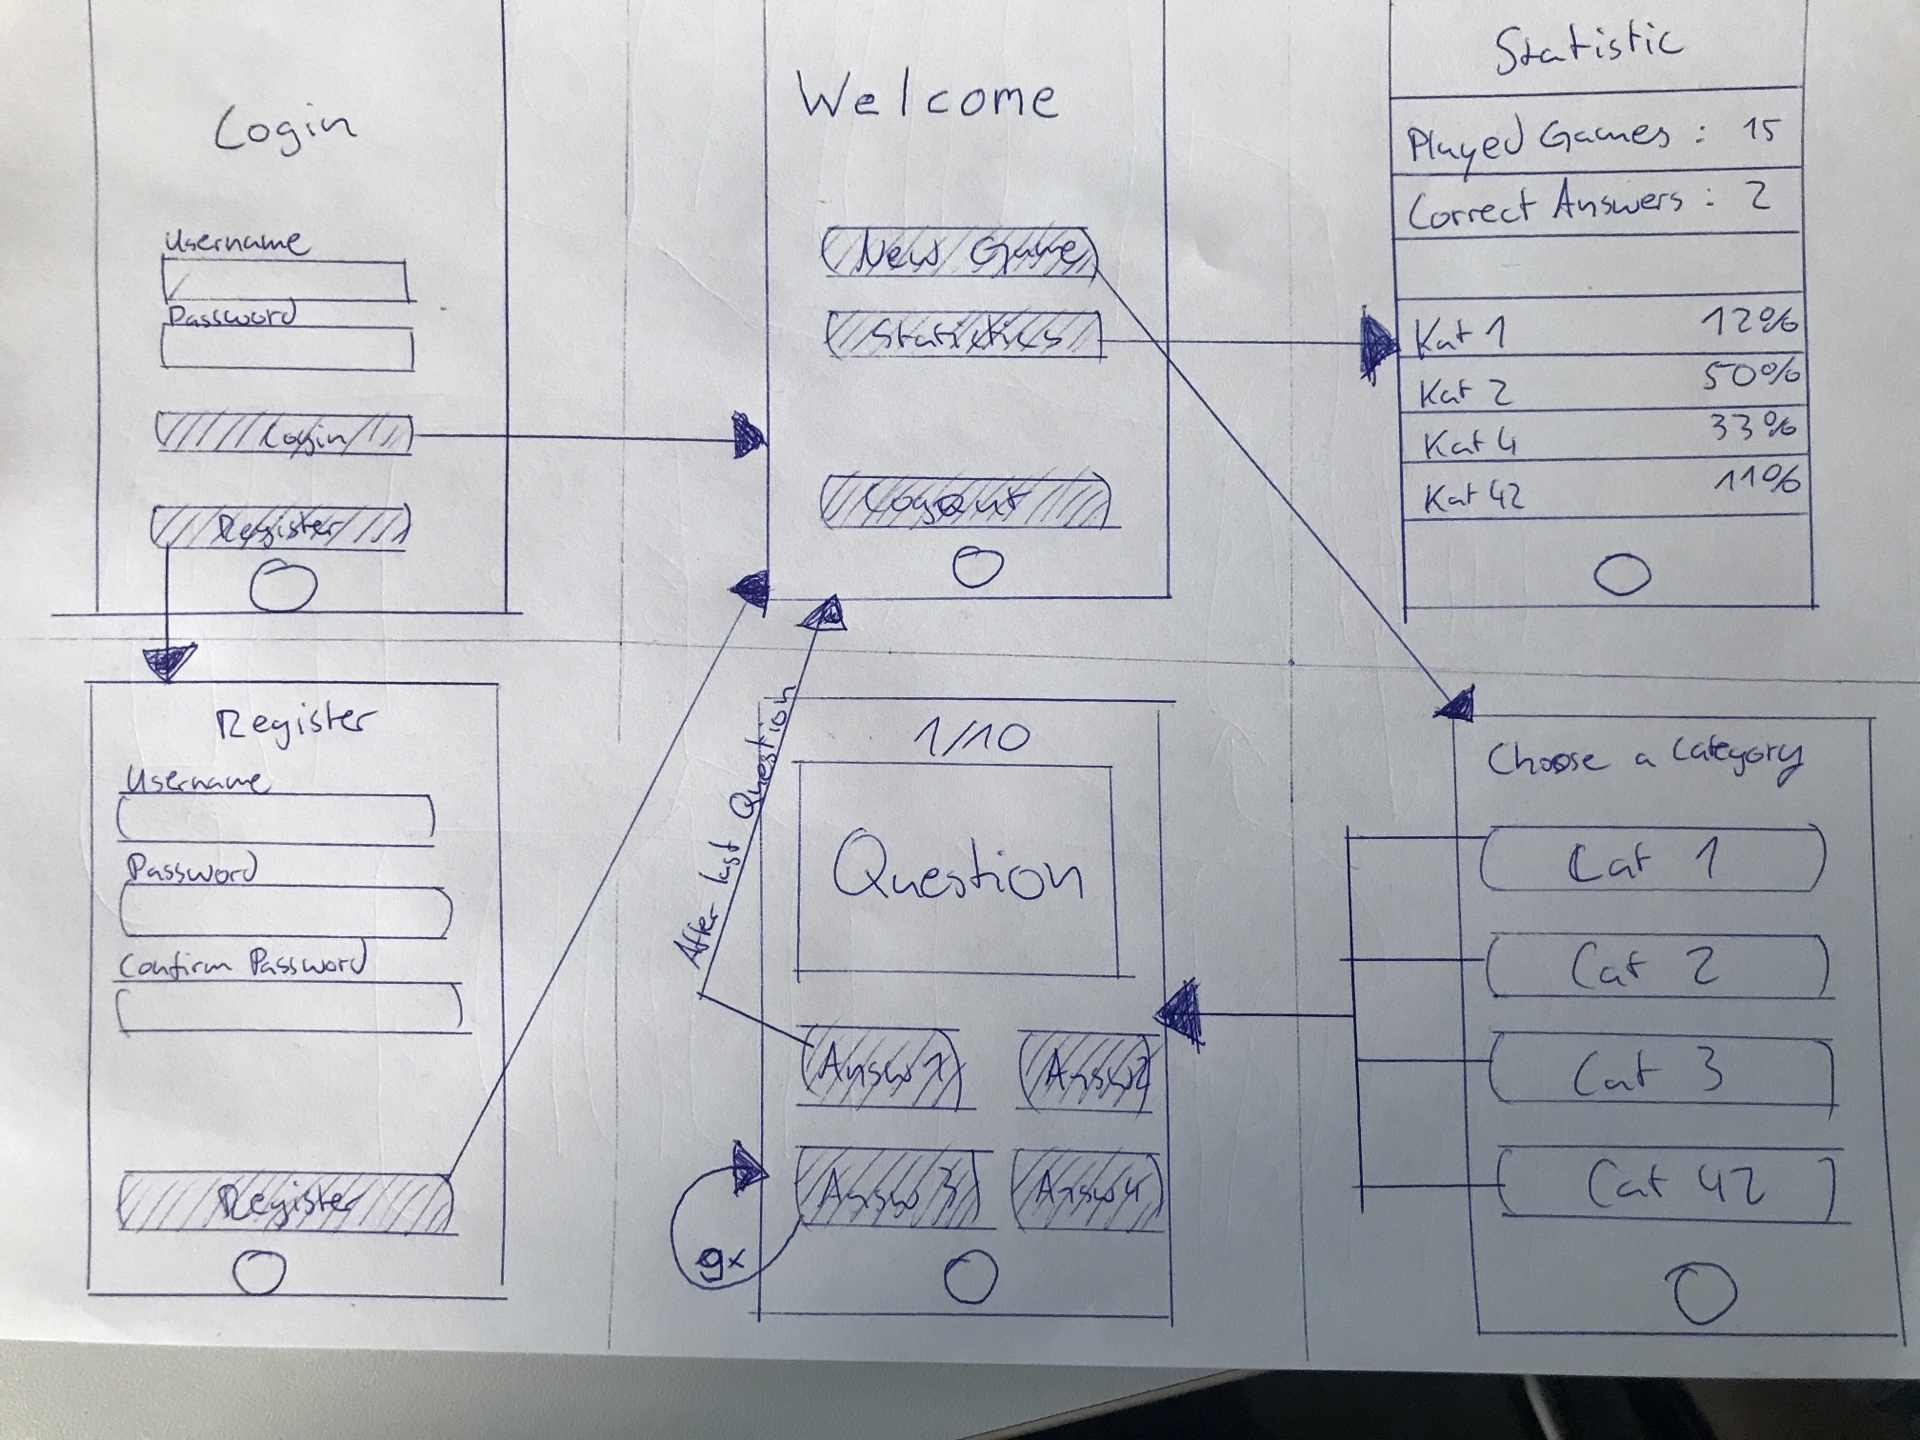 Login
Username
Password
Login
Register
Welcome
New Game
Statistics
Logout
Statistic
Played Games : 15
Correct Answers : 2
Kat 1 12%
Kat 2 50%
Kat 4 33%
Kat 42 11%
Register
Username
Password
Confirm Password
Register
After last Question
1/10
Question
Answ 1
Answ 2
Answ 3
Answ 4
9x
Choose a Category
Cat 1
Cat 2
Cat 3
Cat 42